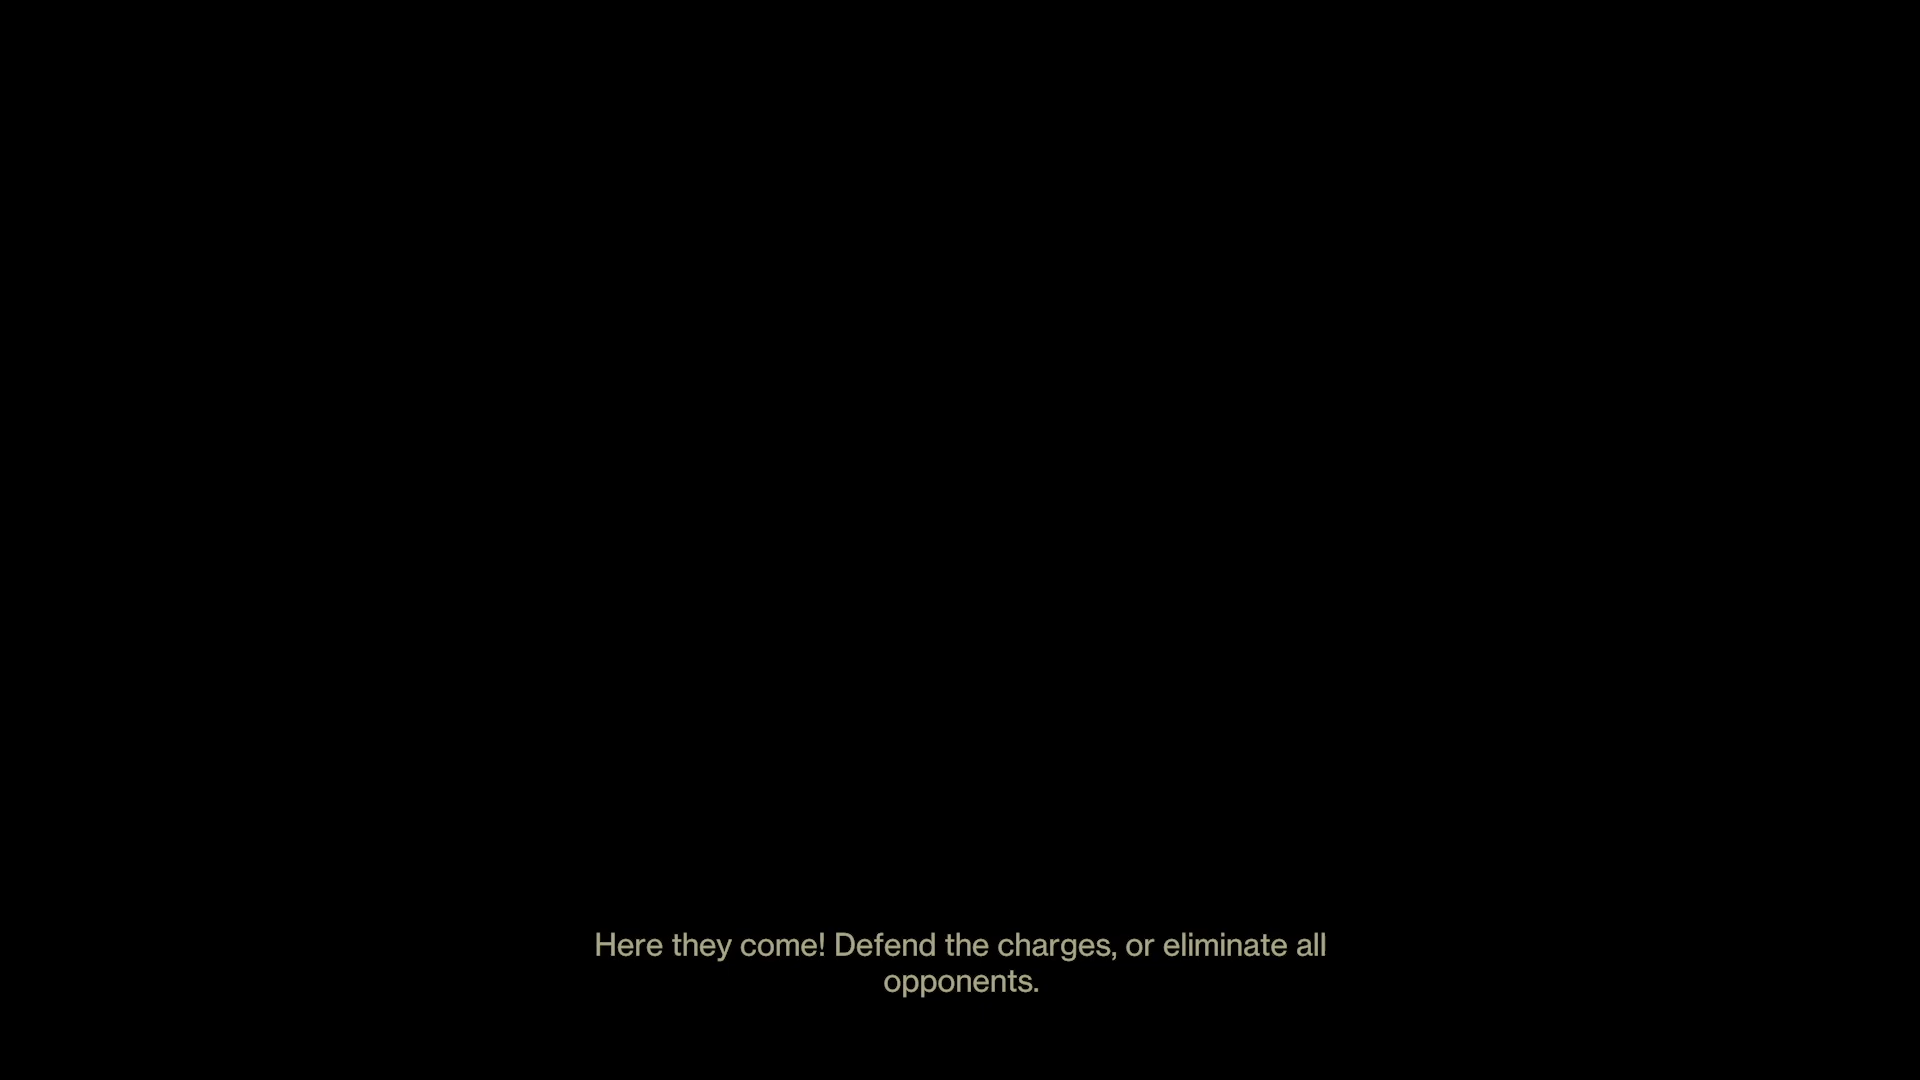 Here they come! Defend the charges, or eliminate all
opponents.